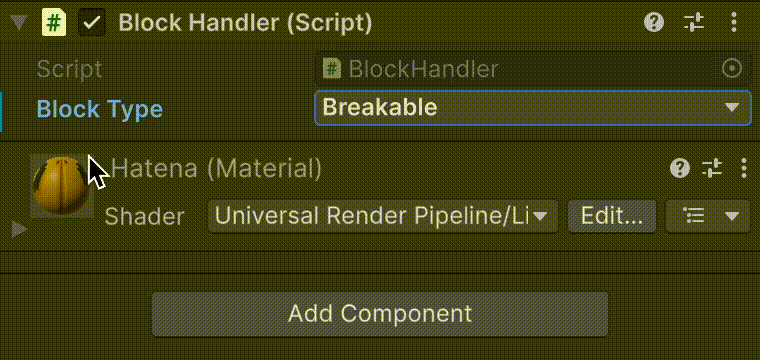 Block Handler (Script)
Script BlockHandler
Block Type Breakable
Hatena (Material)
Shader Universal Render Pipeline/Li Edit...
Add Component